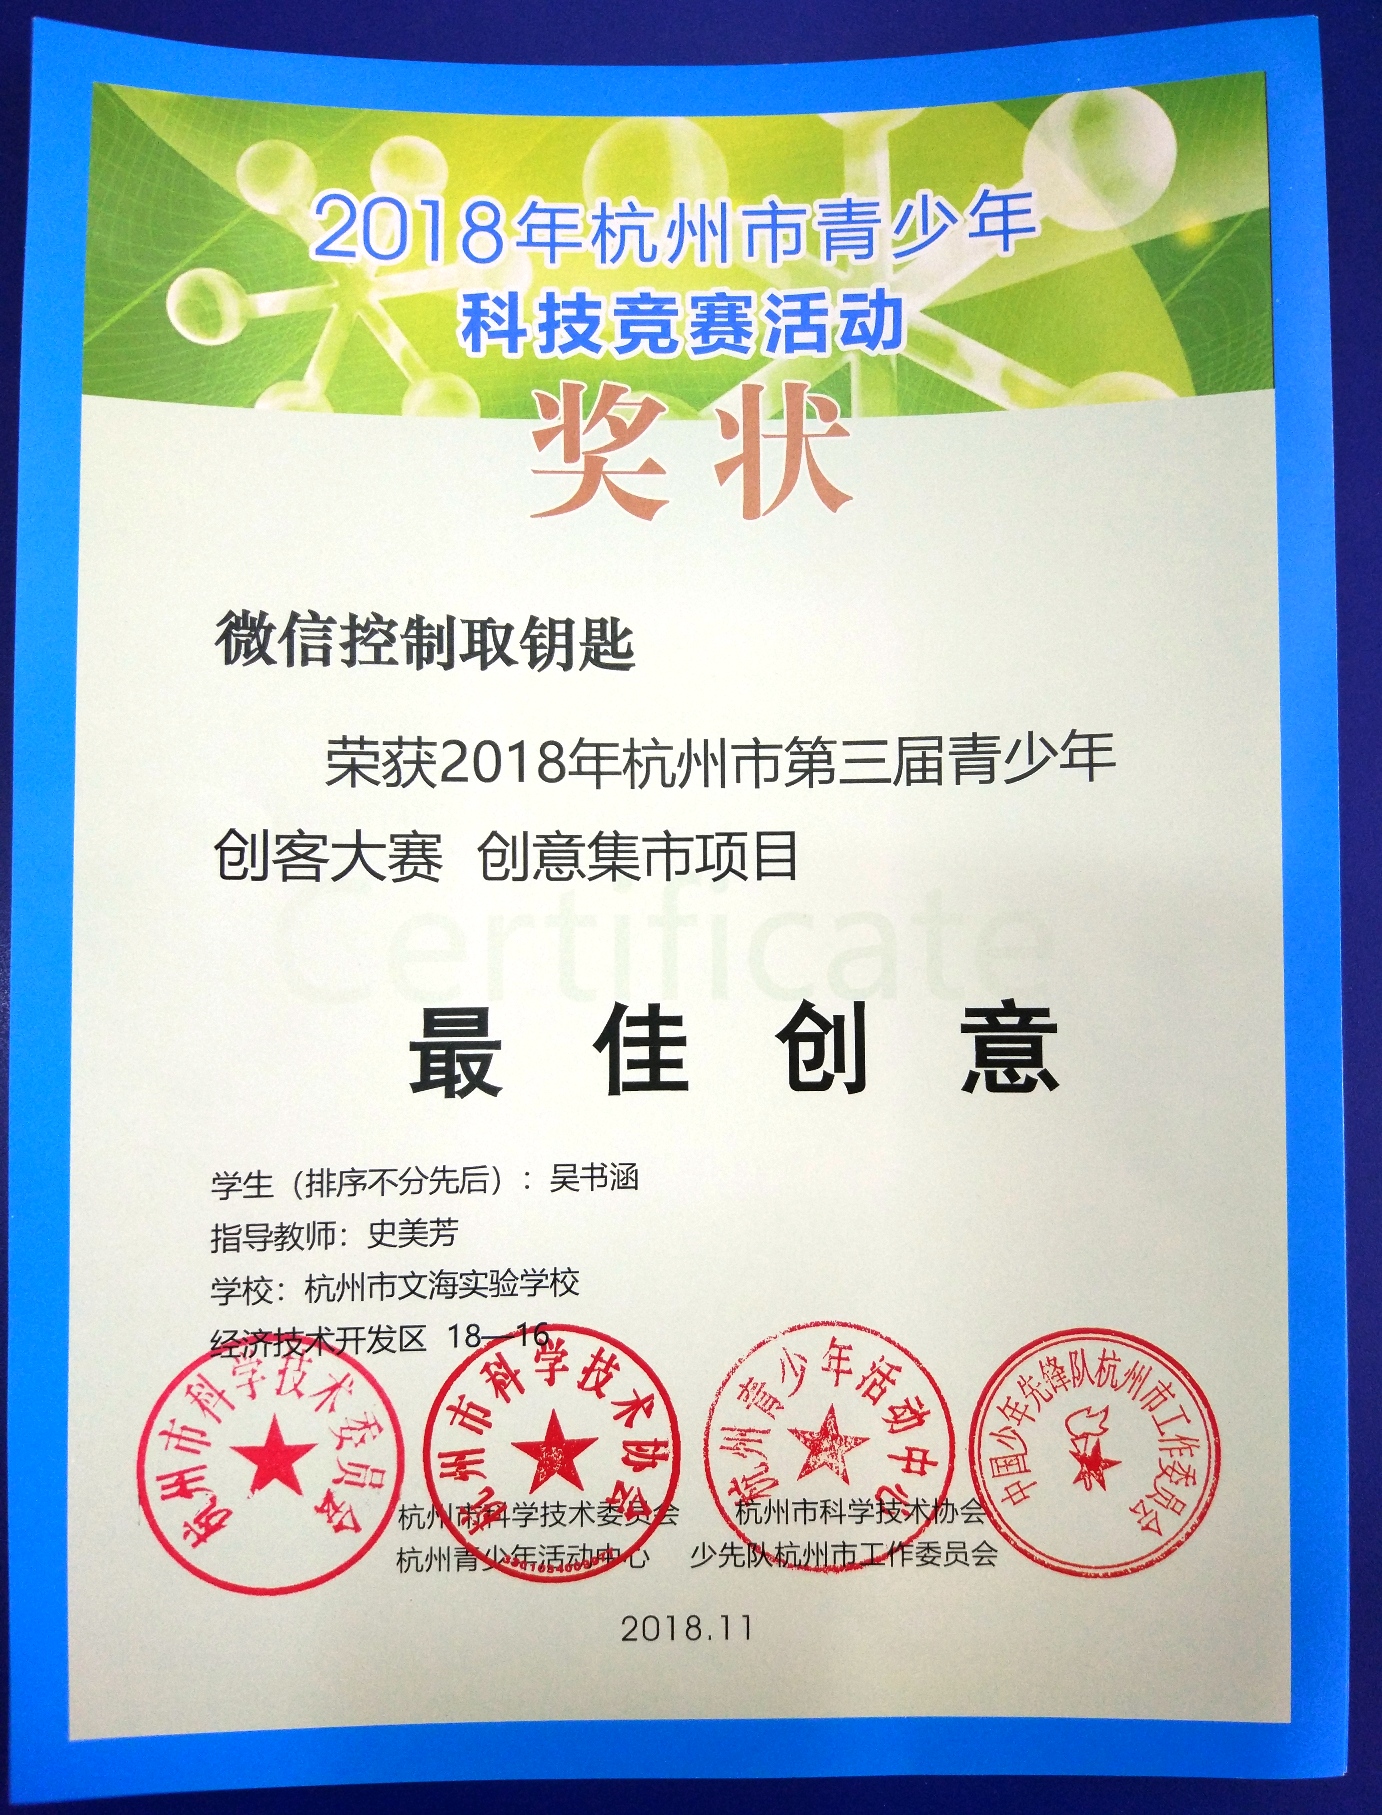 2018年杭州市青少年
科技竞赛活动
奖状
微信控制取钥匙
荣获2018年杭州市第三届青少年
创客大赛 创意集市项目
Certificate
最佳创意
学生（排序不分先后）：吴书涵
指导教师：史美芳
学校：杭州市文海实验学校
经济技术开发区 18—16
杭州市科学技术委员会
杭州市科学技术协会
杭州青少年活动中心
中国少年先锋队杭州市工作委员会
杭州市科学技术委员会 杭州市科学技术协会
杭州青少年活动中心 少先队杭州市工作委员会
2018.11